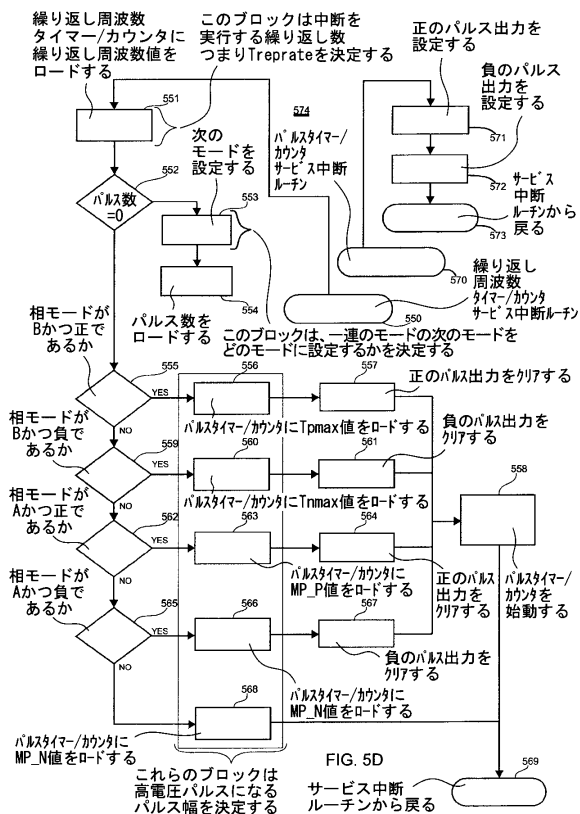 繰り返し周波数
タイマー/カウンタに
繰り返し周波数値を
ロードする
このブロックは中断を
実行する繰り返し数
つまりTreprateを決定する
551
正のパルス出力を
設定する
負のパルス
出力を
設定する
571
572
サービス
中断
ルーチンから
戻る
573
574
パルスタイマー/
カウンタ
サービス中断
ルーチン
570
552
パルス数
=0
次の
モードを
設定する
553
554
パルス数を
ロードする
繰り返し
周波数
タイマー/カウンタ
サービス中断ルーチン
550
このブロックは、一連のモードの次のモードを
どのモードに設定するかを決定する
相モードが
Bかつ正で
あるか
555
YES
NO
556
557
正のパルス出力をクリアする
パルスタイマー/カウンタにTpmax値をロードする
相モードが
Bかつ負で
あるか
559
YES
NO
560
561
負のパルス出力を
クリアする
パルスタイマー/カウンタにTnmax値をロードする
558
パルスタイマー/
カウンタを
始動する
相モードが
Aかつ正で
あるか
562
YES
NO
563
564
パルスタイマー/カウンタに
MP_P値をロードする
正のパルス
出力を
クリアする
相モードが
Aかつ負で
あるか
565
YES
NO
566
567
負のパルス出力を
クリアする
パルスタイマー/カウンタに
MP_N値をロードする
568
パルスタイマー/カウンタに
MP_N値をロードする
これらのブロックは
高電圧パルスになる
パルス幅を決定する
FIG. 5D
サービス中断
ルーチンから戻る
569